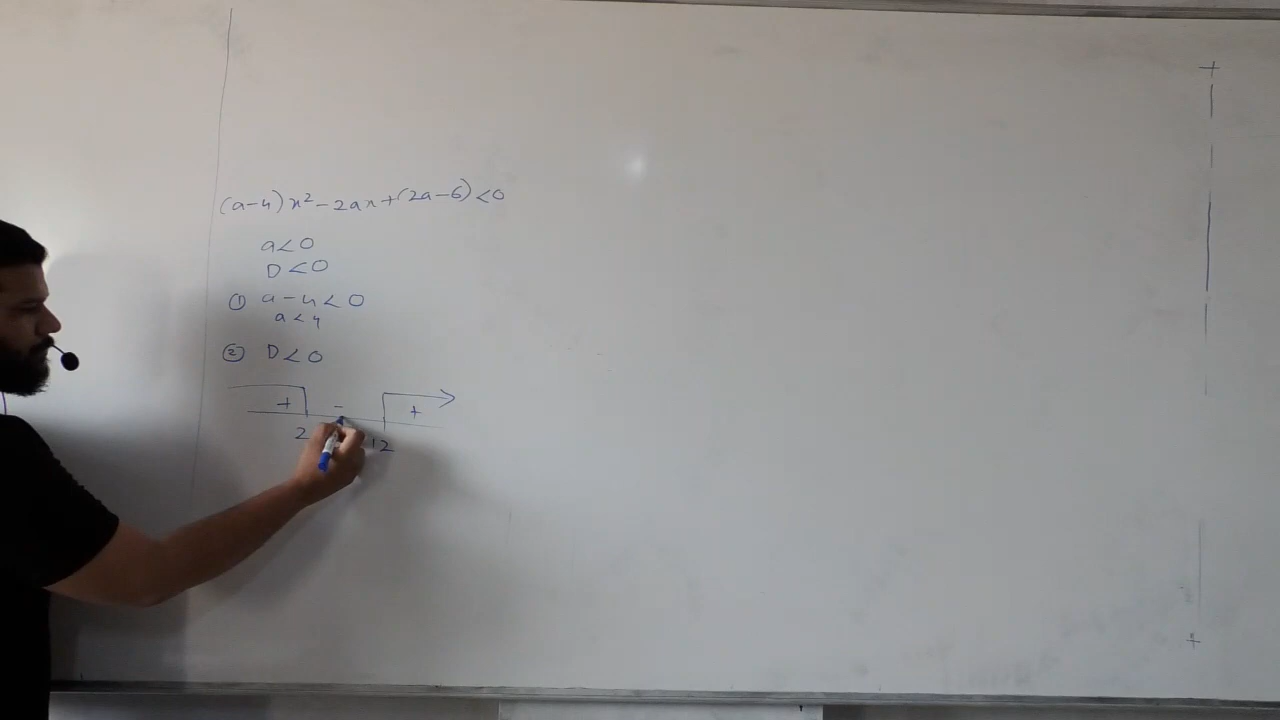 (a-4)x²-2ax+(2a-6)<0
a<0
D<0
① a-4<0
a<4
② D<0
+ - +
2 12